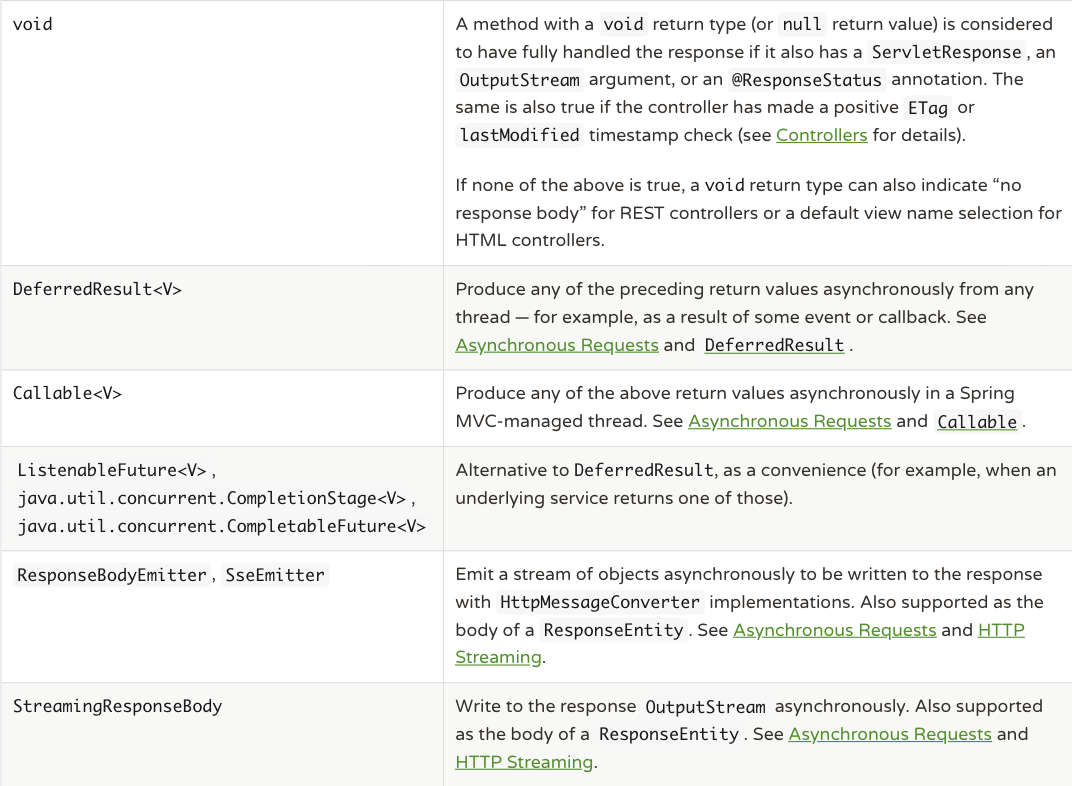 void
A method with a void return type (or null return value) is considered
to have fully handled the response if it also has a ServletResponse, an
OutputStream argument, or an @ResponseStatus annotation. The
same is also true if the controller has made a positive ETag or
lastModified timestamp check (see Controllers for details).
If none of the above is true, a void return type can also indicate “no
response body” for REST controllers or a default view name selection for
HTML controllers.
DeferredResult<V>
Produce any of the preceding return values asynchronously from any
thread — for example, as a result of some event or callback. See
Asynchronous Requests and DeferredResult.
Callable<V>
Produce any of the above return values asynchronously in a Spring
MVC-managed thread. See Asynchronous Requests and Callable.
ListenableFuture<V>,
java.util.concurrent.CompletionStage<V>,
java.util.concurrent.CompletableFuture<V>
Alternative to DeferredResult, as a convenience (for example, when an
underlying service returns one of those).
ResponseBodyEmitter, SseEmitter
Emit a stream of objects asynchronously to be written to the response
with HttpMessageConverter implementations. Also supported as the
body of a ResponseEntity. See Asynchronous Requests and HTTP
Streaming.
StreamingResponseBody
Write to the response OutputStream asynchronously. Also supported
as the body of a ResponseEntity. See Asynchronous Requests and
HTTP Streaming.